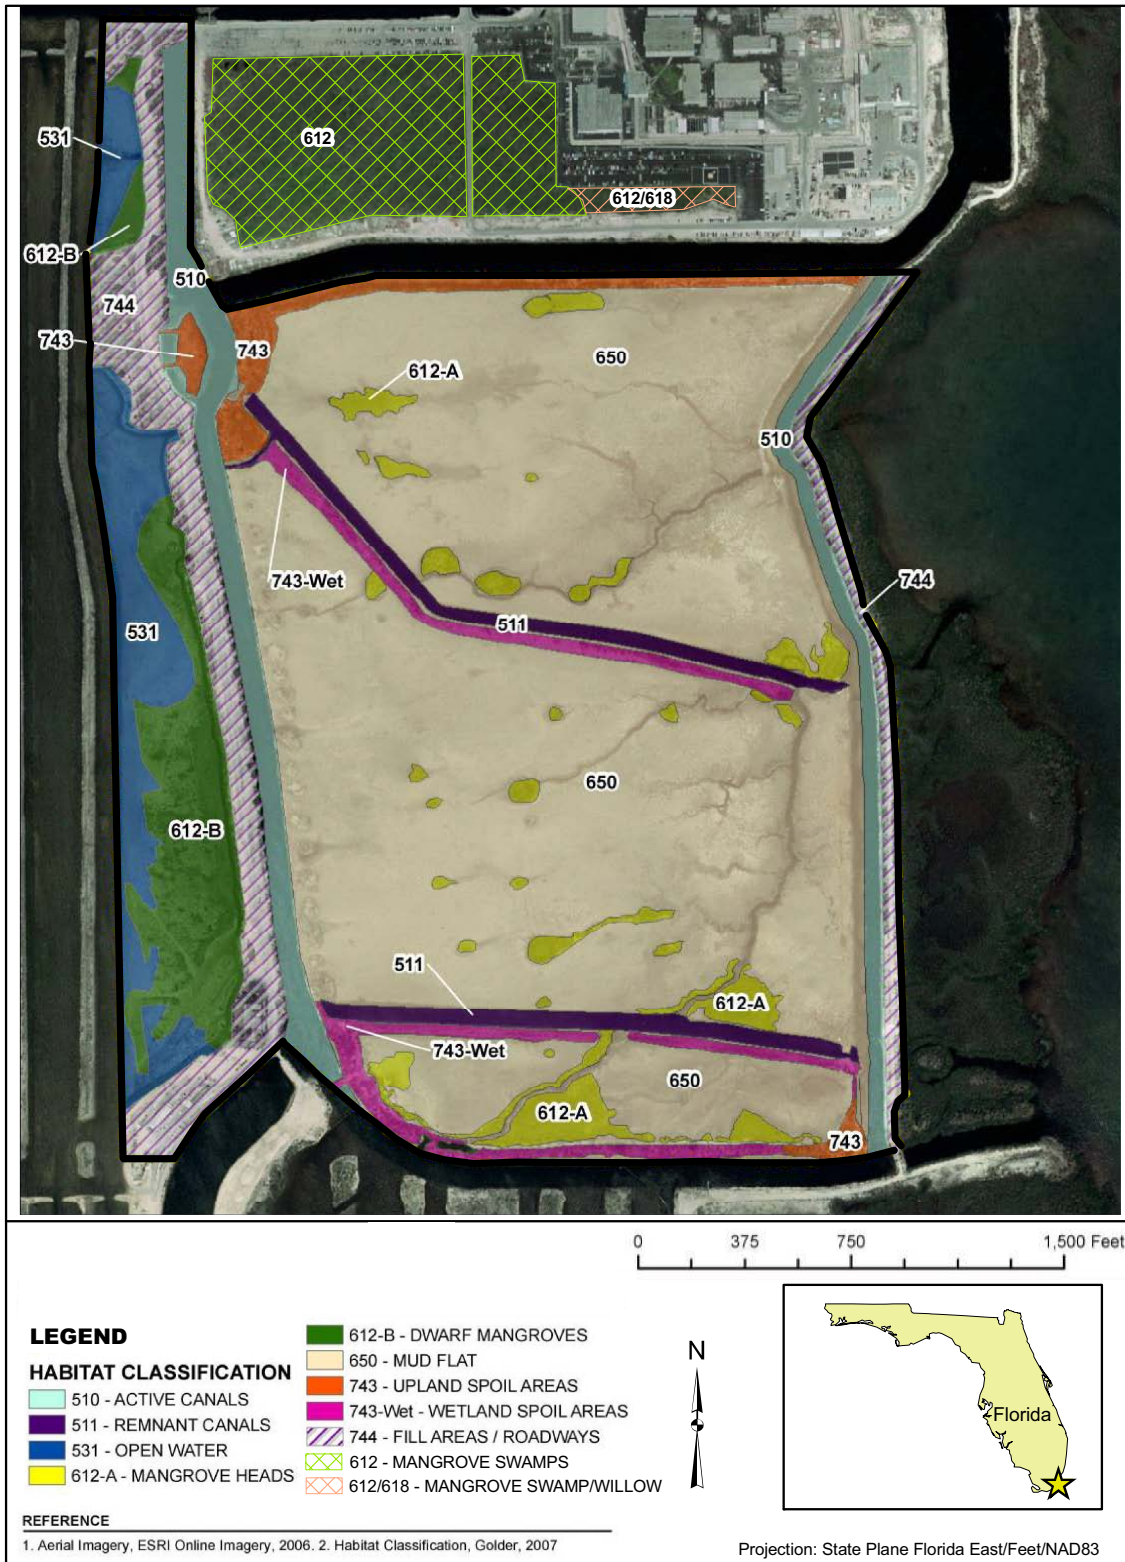 531
612
612/618
612-B
510
744
743
743
650
612-A
510
743-Wet
744
511
531
650
612-B
511
612-A
743-Wet
650
612-A
743
0 375 750 1,500 Feet
LEGEND
HABITAT CLASSIFICATION
510 - ACTIVE CANALS
511 - REMNANT CANALS
531 - OPEN WATER
612-A - MANGROVE HEADS
612-B - DWARF MANGROVES
650 - MUD FLAT
743 - UPLAND SPOIL AREAS
743-Wet - WETLAND SPOIL AREAS
744 - FILL AREAS / ROADWAYS
612 - MANGROVE SWAMPS
612/618 - MANGROVE SWAMP/WILLOW
N
Florida
REFERENCE
1. Aerial Imagery, ESRI Online Imagery, 2006. 2. Habitat Classification, Golder, 2007
Projection: State Plane Florida East/Feet/NAD83